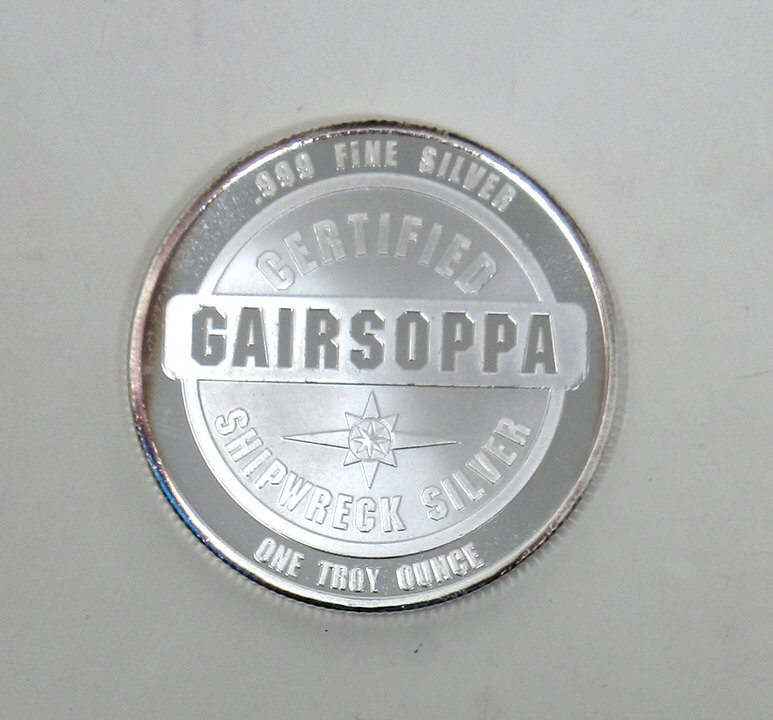 .999 FINE SILVER
CERTIFIED
GAIRSOPPA
SHIPWRECK SILVER
ONE TROY OUNCE